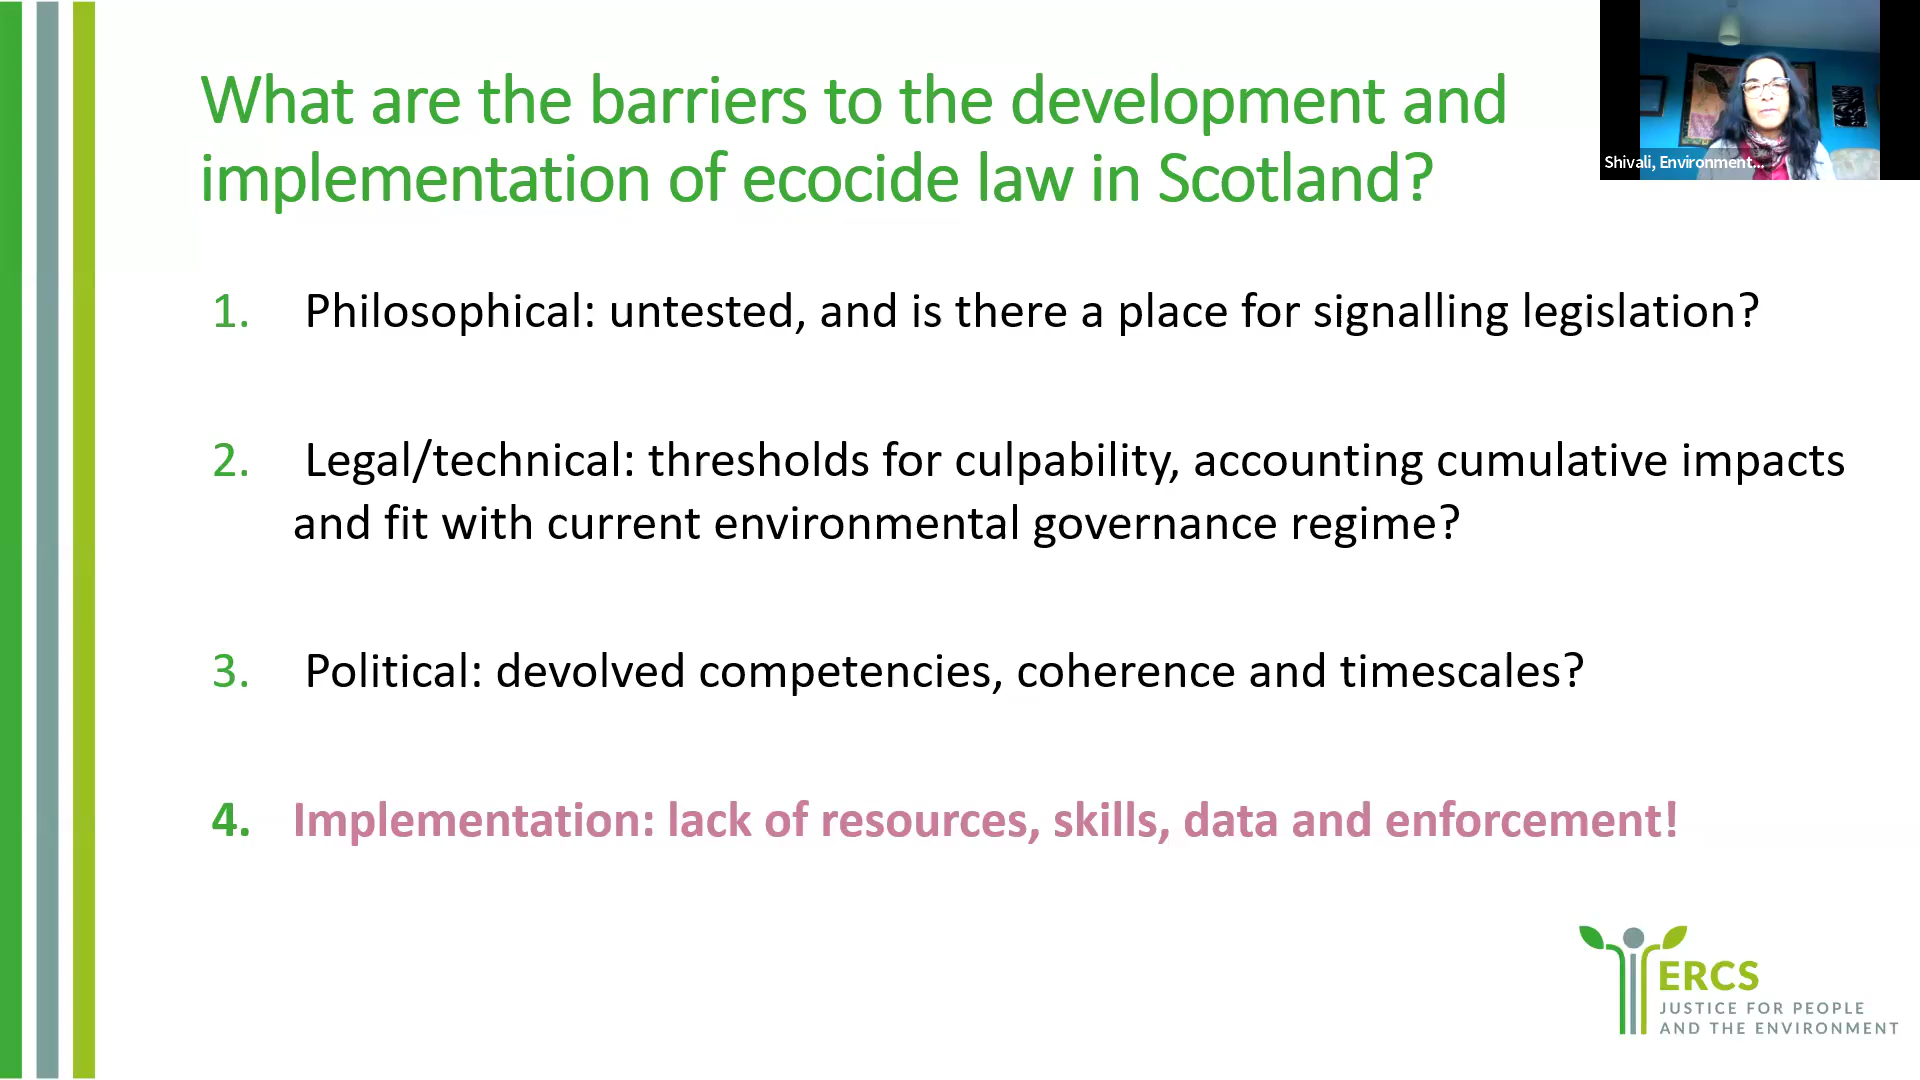 What are the barriers to the development and
implementation of ecocide law in Scotland?
Shivali, Environment...
1. Philosophical: untested, and is there a place for signalling legislation?
2. Legal/technical: thresholds for culpability, accounting cumulative impacts
and fit with current environmental governance regime?
3. Political: devolved competencies, coherence and timescales?
4. Implementation: lack of resources, skills, data and enforcement!
ERCS
JUSTICE FOR PEOPLE
AND THE ENVIRONMENT